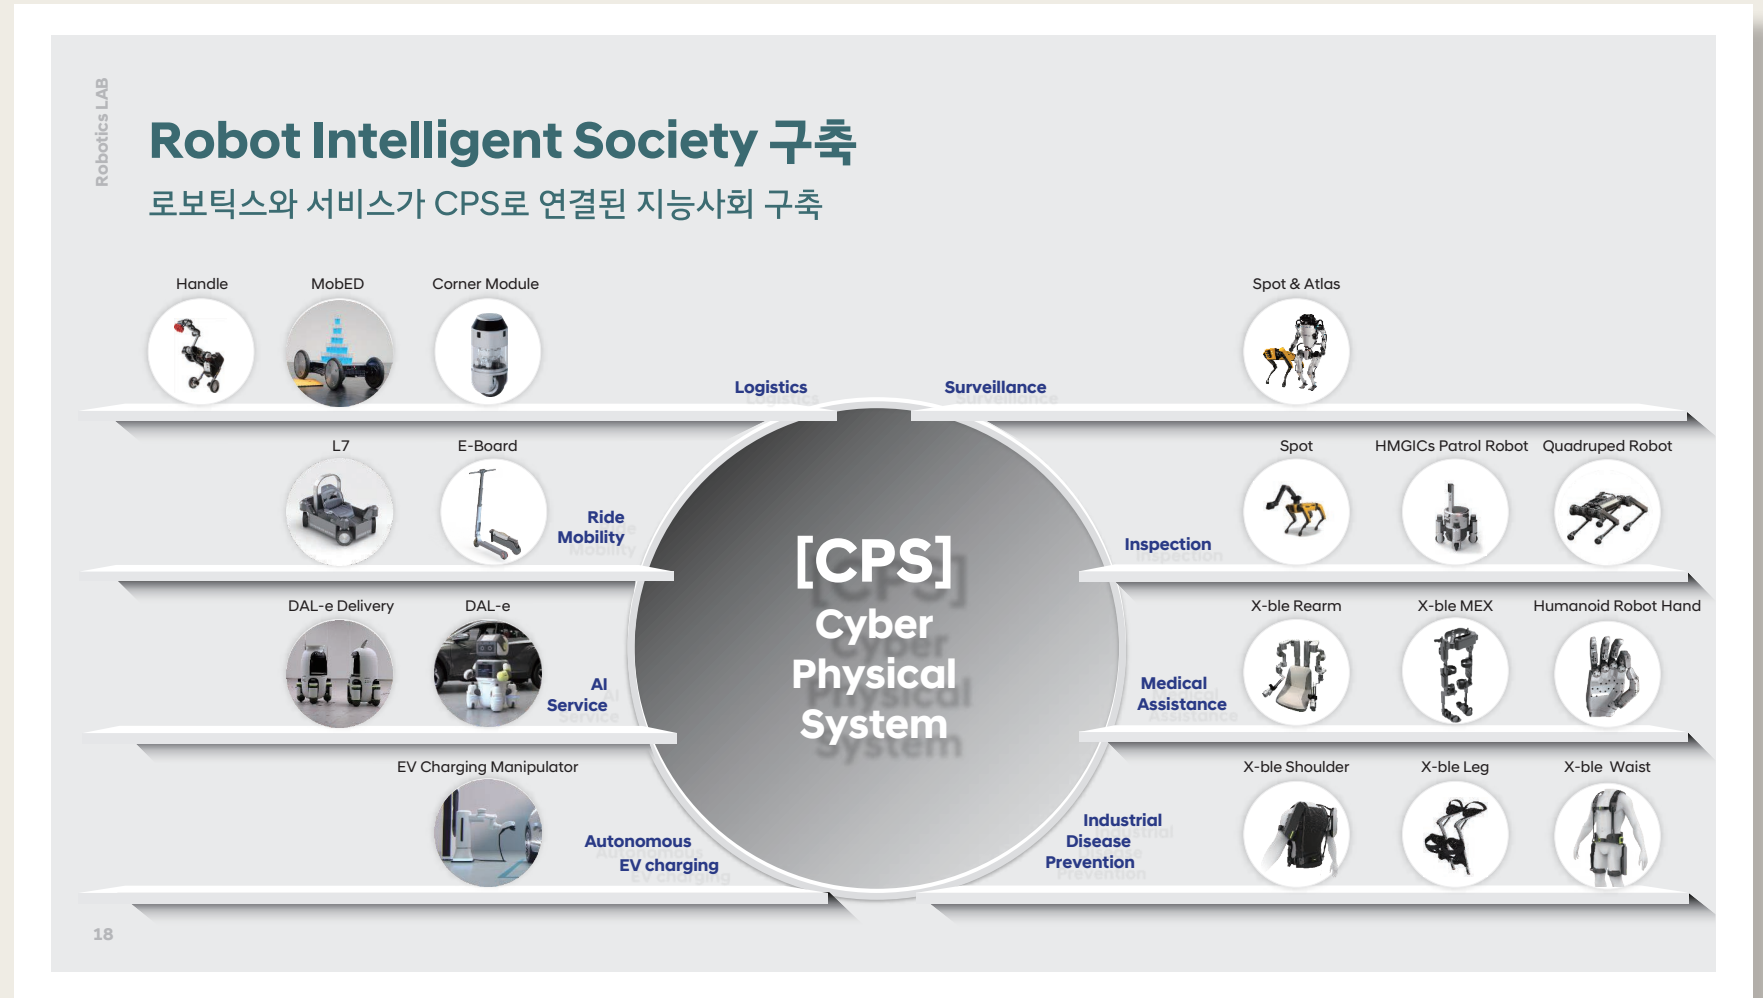 Robotics LAB
Robot Intelligent Society 구축
로보틱스와 서비스가 CPS로 연결된 지능사회 구축
Handle
MobED
Corner Module
Logistics
L7
E-Board
Ride
Mobility
DAL-e Delivery
DAL-e
AI
Service
EV Charging Manipulator
Autonomous
EV charging
[CPS]
Cyber
Physical
System
Spot & Atlas
Surveillance
Spot
HMGICs Patrol Robot
Quadruped Robot
Inspection
X-ble Rearm
X-ble MEX
Humanoid Robot Hand
Medical
Assistance
X-ble Shoulder
X-ble Leg
X-ble Waist
Industrial
Disease
Prevention
18